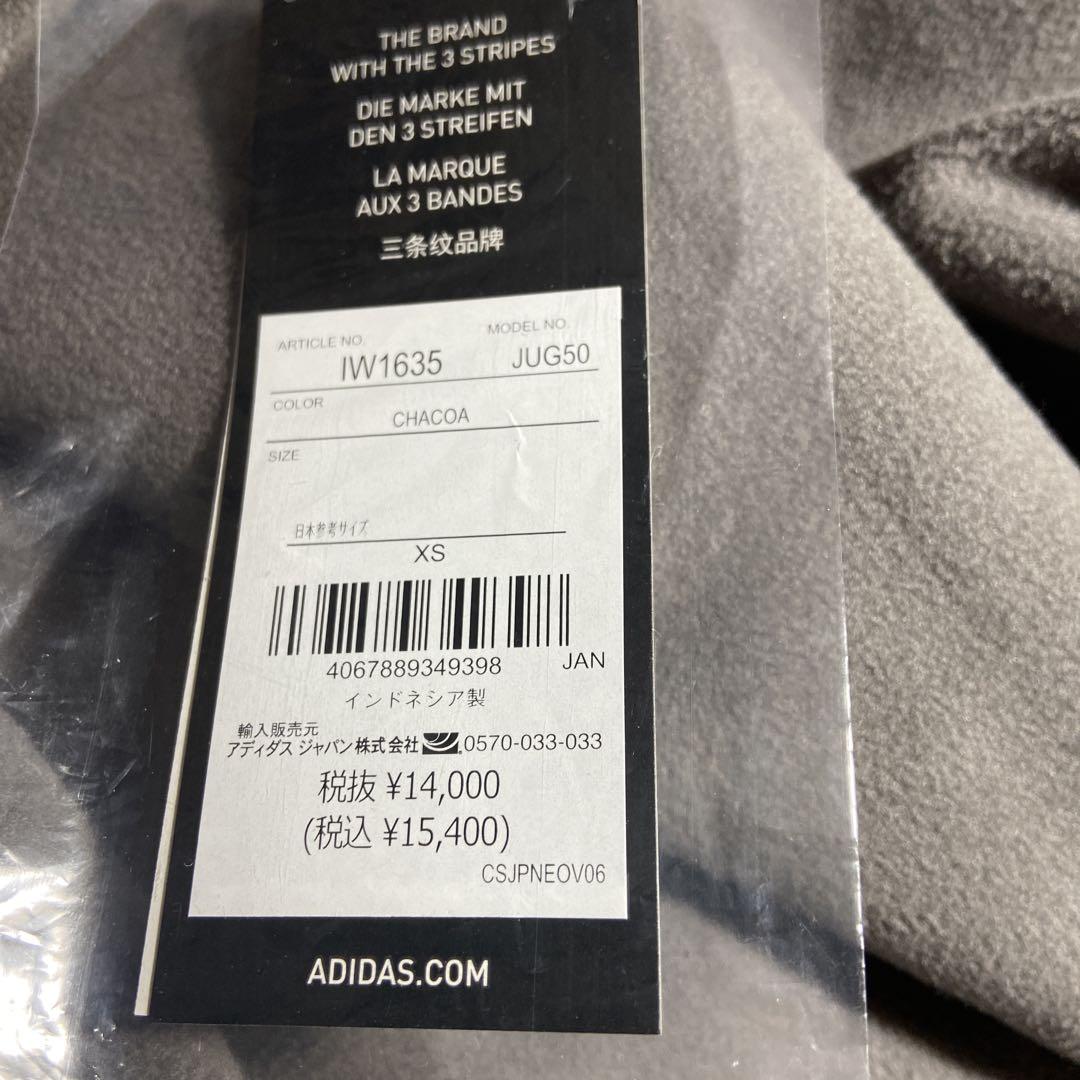 THE BRAND
WITH THE 3 STRIPES
DIE MARKE MIT
DEN 3 STREIFEN
LA MARQUE
AUX 3 BANDES
三条纹品牌
ARTICLE NO. MODEL NO.
IW1635 JUG50
COLOR
CHACOA
SIZE
日本参考サイズ
XS
4067889349398 JAN
インドネシア製
輸入販売元
アディダス ジャパン株式会社 0570-033-033
税抜 ¥14,000
(税込 ¥15,400)
CSJPNEOV06
ADIDAS.COM